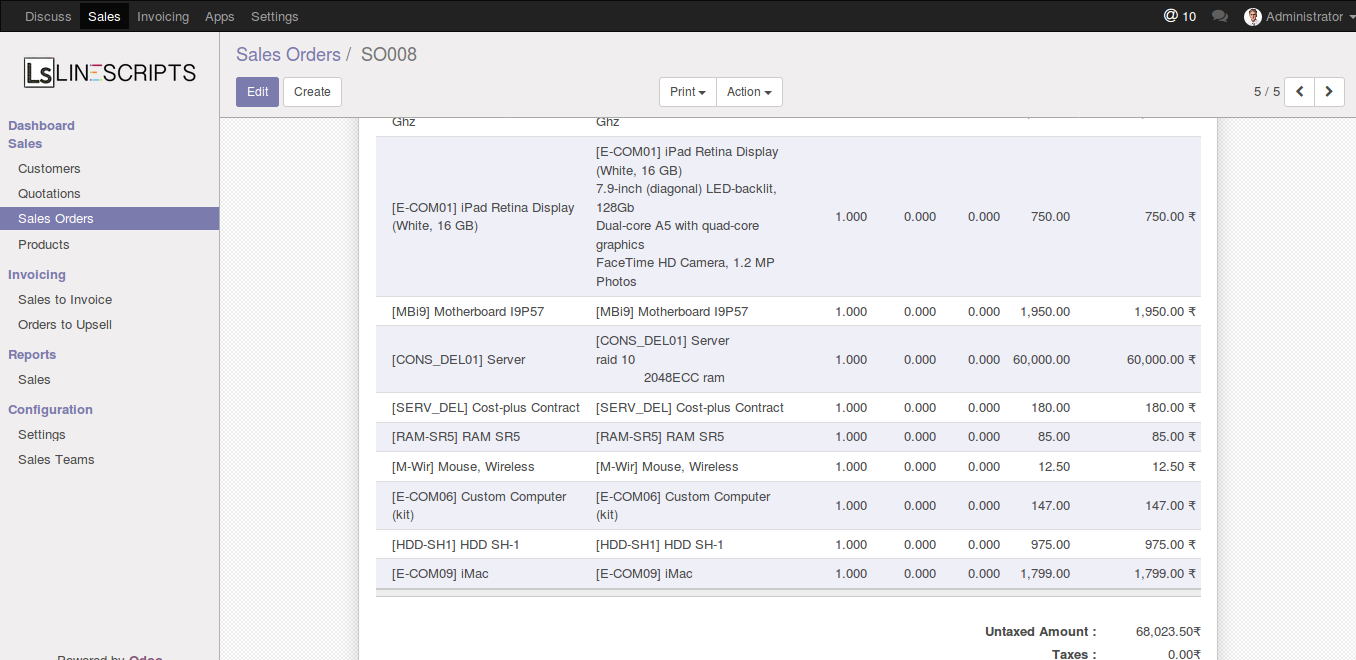 Discuss Sales Invoicing Apps Settings @ 10 Administrator
Ls LINESCRIPTS
Sales Orders / SO008
Edit Create Print Action 5 / 5
Dashboard
Sales
Customers
Quotations
Sales Orders
Products
Invoicing
Sales to Invoice
Orders to Upsell
Reports
Sales
Configuration
Settings
Sales Teams
Powered by Odoo
Ghz Ghz
[E-COM01] iPad Retina Display
(White, 16 GB)
[E-COM01] iPad Retina Display
(White, 16 GB)
7.9-inch (diagonal) LED-backlit,
128Gb
Dual-core A5 with quad-core
graphics
FaceTime HD Camera, 1.2 MP
Photos
1.000 0.000 0.000 750.00 750.00 ₹
[MBi9] Motherboard I9P57 [MBi9] Motherboard I9P57 1.000 0.000 0.000 1,950.00 1,950.00 ₹
[CONS_DEL01] Server
[CONS_DEL01] Server
raid 10
2048ECC ram
1.000 0.000 0.000 60,000.00 60,000.00 ₹
[SERV_DEL] Cost-plus Contract [SERV_DEL] Cost-plus Contract 1.000 0.000 0.000 180.00 180.00 ₹
[RAM-SR5] RAM SR5 [RAM-SR5] RAM SR5 1.000 0.000 0.000 85.00 85.00 ₹
[M-Wir] Mouse, Wireless [M-Wir] Mouse, Wireless 1.000 0.000 0.000 12.50 12.50 ₹
[E-COM06] Custom Computer
(kit)
[E-COM06] Custom Computer
(kit)
1.000 0.000 0.000 147.00 147.00 ₹
[HDD-SH1] HDD SH-1 [HDD-SH1] HDD SH-1 1.000 0.000 0.000 975.00 975.00 ₹
[E-COM09] iMac [E-COM09] iMac 1.000 0.000 0.000 1,799.00 1,799.00 ₹
Untaxed Amount : 68,023.50₹
Taxes : 0.00₹